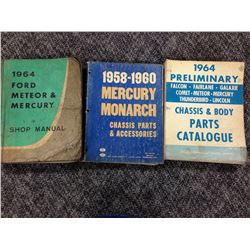 1964
FORD
METEOR &
MERCURY
SHOP MANUAL
1958-1960
MERCURY
MONARCH
CHASSIS PARTS
& ACCESSORIES
1964
PRELIMINARY
FALCON - FAIRLANE - GALAXIE
COMET - METEOR - MERCURY
THUNDERBIRD - LINCOLN
CHASSIS & BODY
PARTS
CATALOGUE